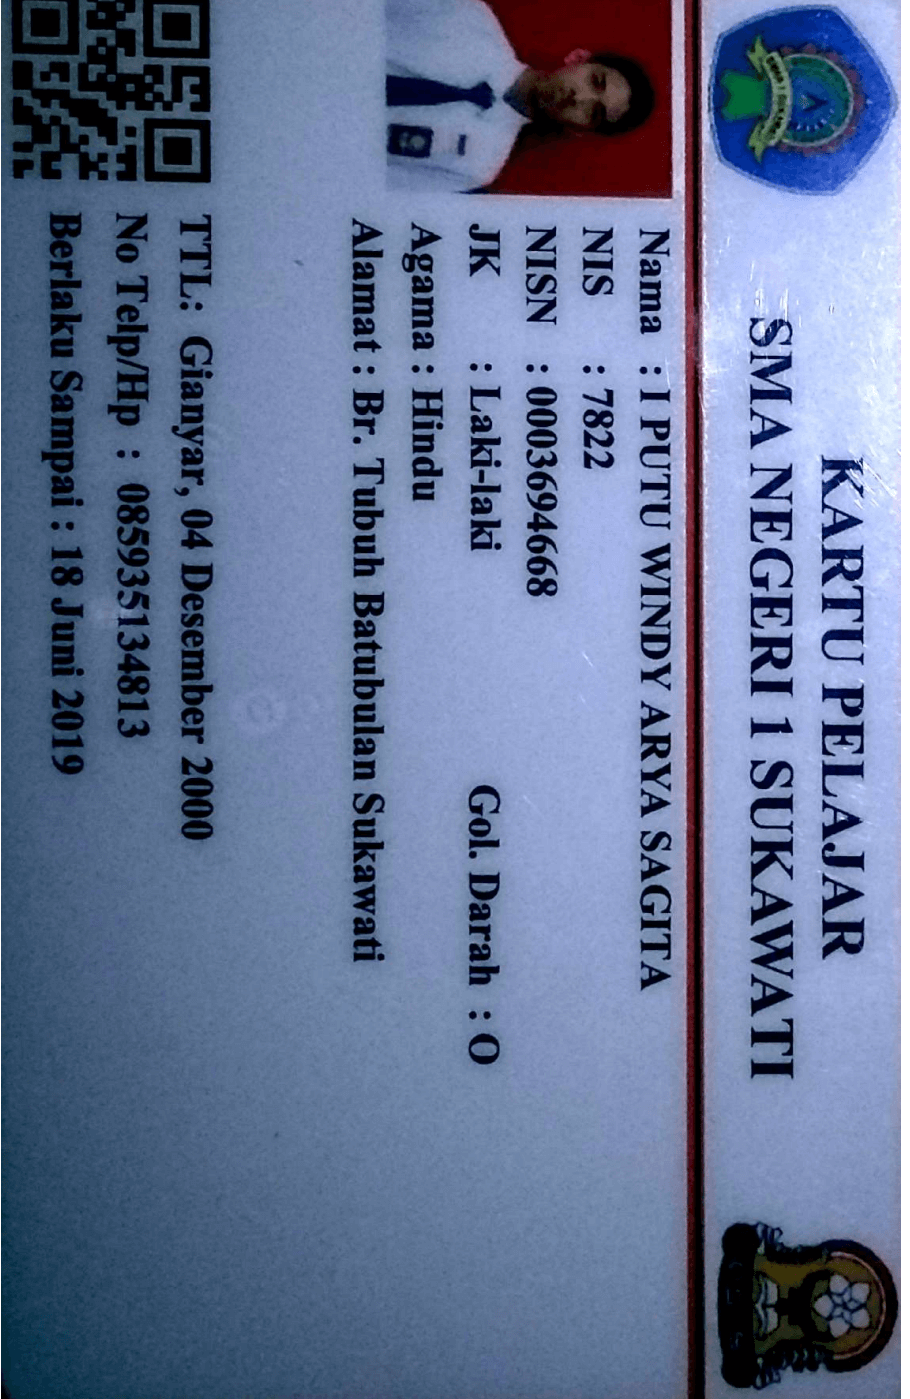 KARTU PELAJAR
SMA NEGERI 1 SUKAWATI
Nama : I PUTU WINDY ARYA SAGITA
NIS : 7822
NISN : 0003694668
JK : Laki-laki Gol. Darah : O
Agama : Hindu
Alamat : Br. Tubuh Batubulan Sukawati
TTL : Gianyar, 04 Desember 2000
No Telp/Hp : 085935134813
Berlaku Sampai : 18 Juni 2019